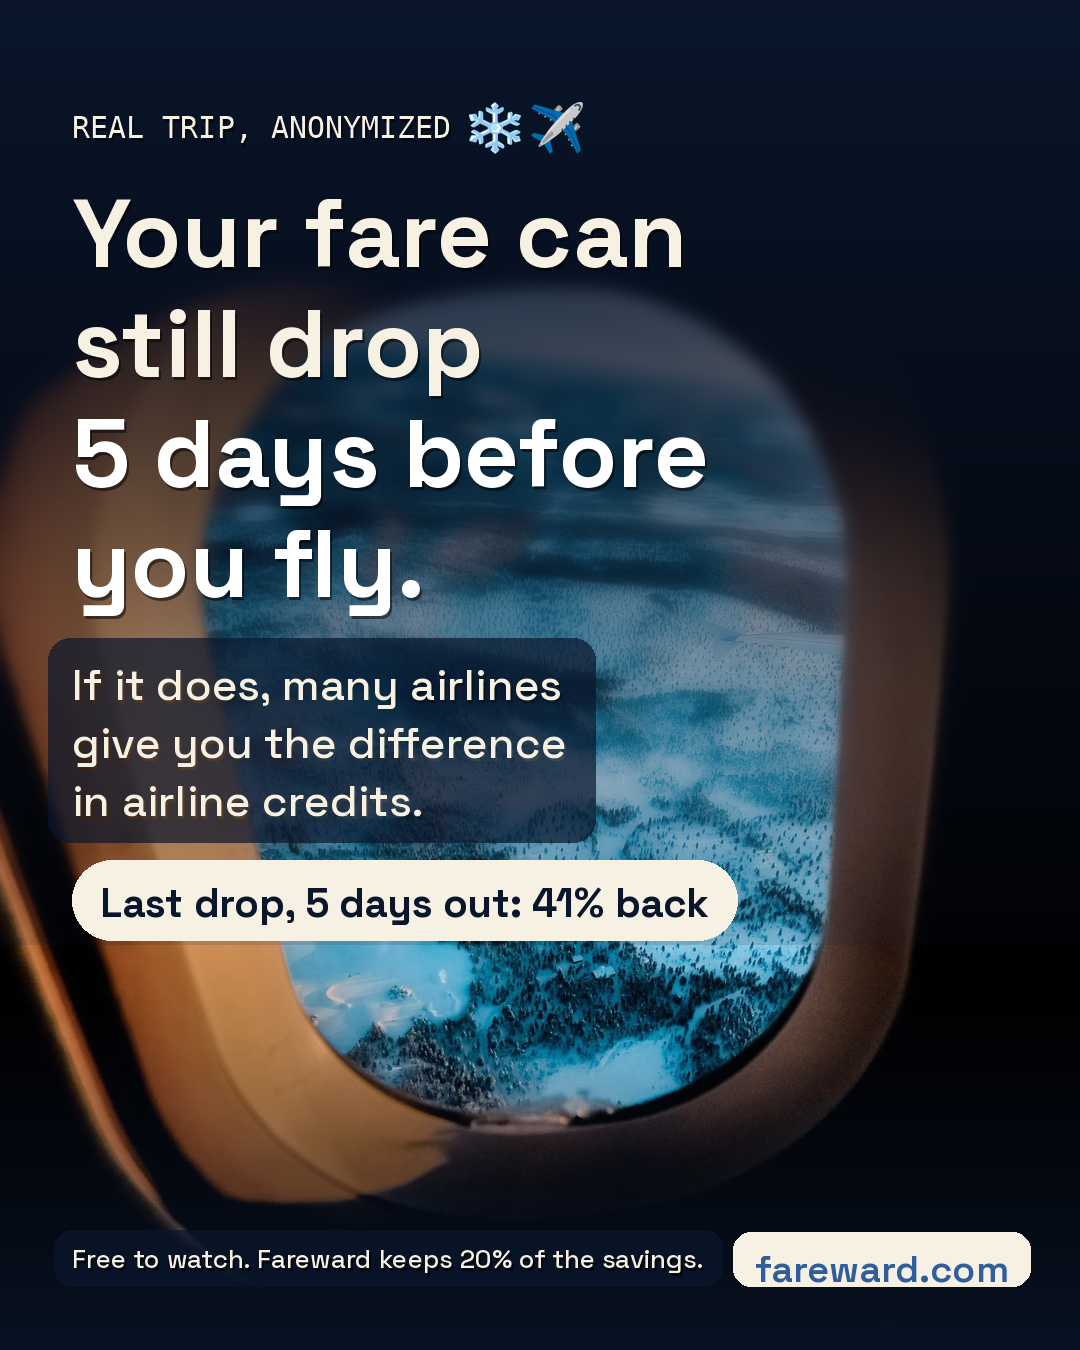 REAL TRIP, ANONYMIZED ❄️✈️
Your fare can
still drop
5 days before
you fly.
If it does, many airlines
give you the difference
in airline credits.
Last drop, 5 days out: 41% back
Free to watch. Fareward keeps 20% of the savings.
fareward.com